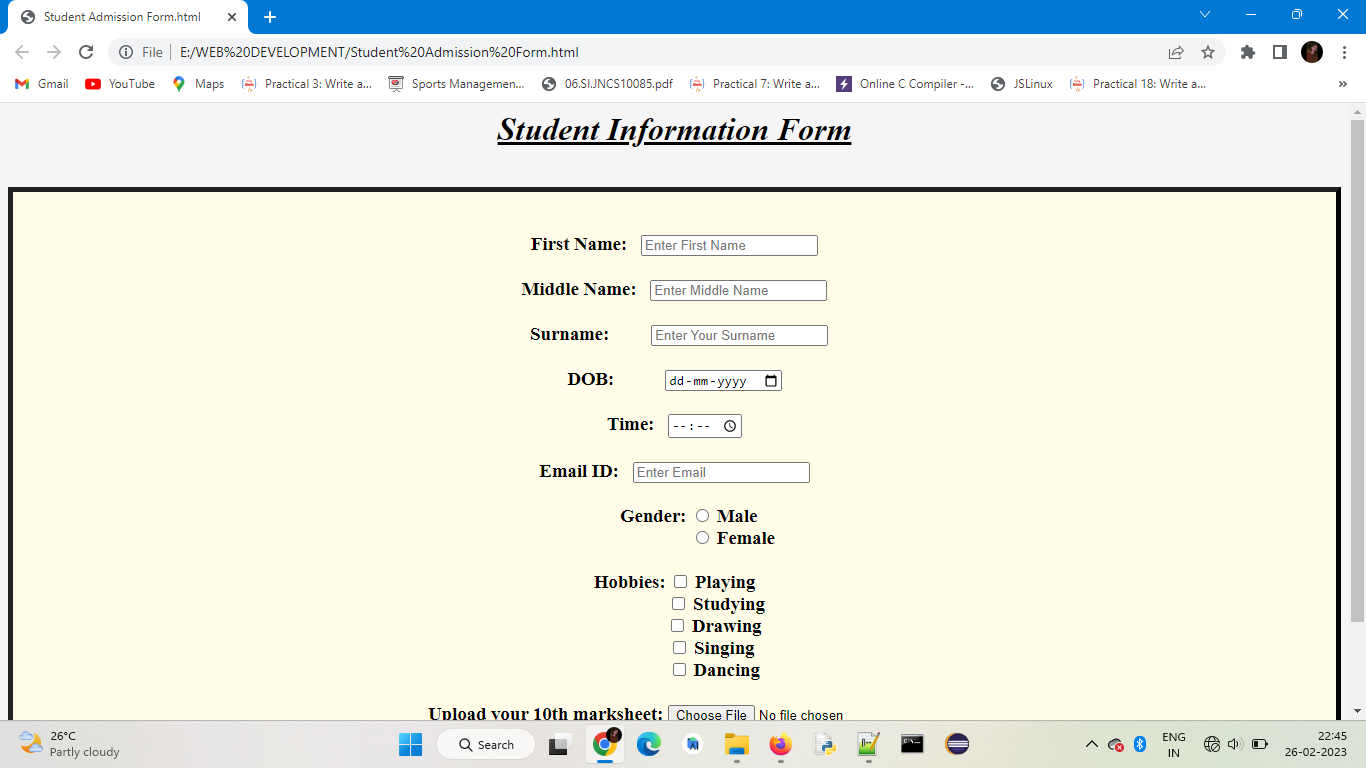 Student Admission Form.html
File E:/WEB%20DEVELOPMENT/Student%20Admission%20Form.html
Gmail YouTube Maps Practical 3: Write a... Sports Managemen... 06.SI.JNCS10085.pdf Practical 7: Write a... Online C Compiler -... JSLinux Practical 18: Write a... »
Student Information Form
First Name: Enter First Name
Middle Name: Enter Middle Name
Surname: Enter Your Surname
DOB: dd-mm-yyyy
Time: --:--
Email ID: Enter Email
Gender: Male
Female
Hobbies: Playing
Studying
Drawing
Singing
Dancing
Upload your 10th marksheet: Choose File No file chosen
26°C
Partly cloudy
Search
ENG
IN
22:45
26-02-2023